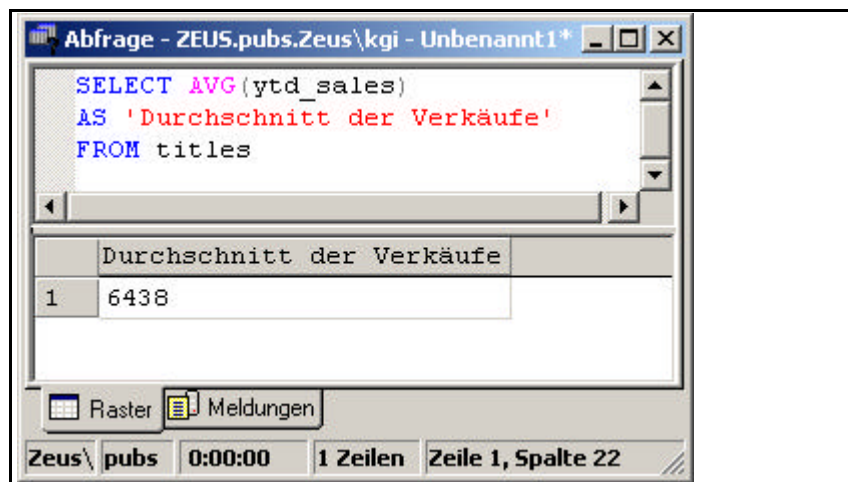 Abfrage - ZEUS.pubs.Zeus\kgi - Unbenannt1*
SELECT AVG(ytd_sales)
AS 'Durchschnitt der Verkäufe'
FROM titles
Durchschnitt der Verkäufe
1 6438
Raster Meldungen
Zeus\ pubs 0:00:00 1 Zeilen Zeile 1, Spalte 22